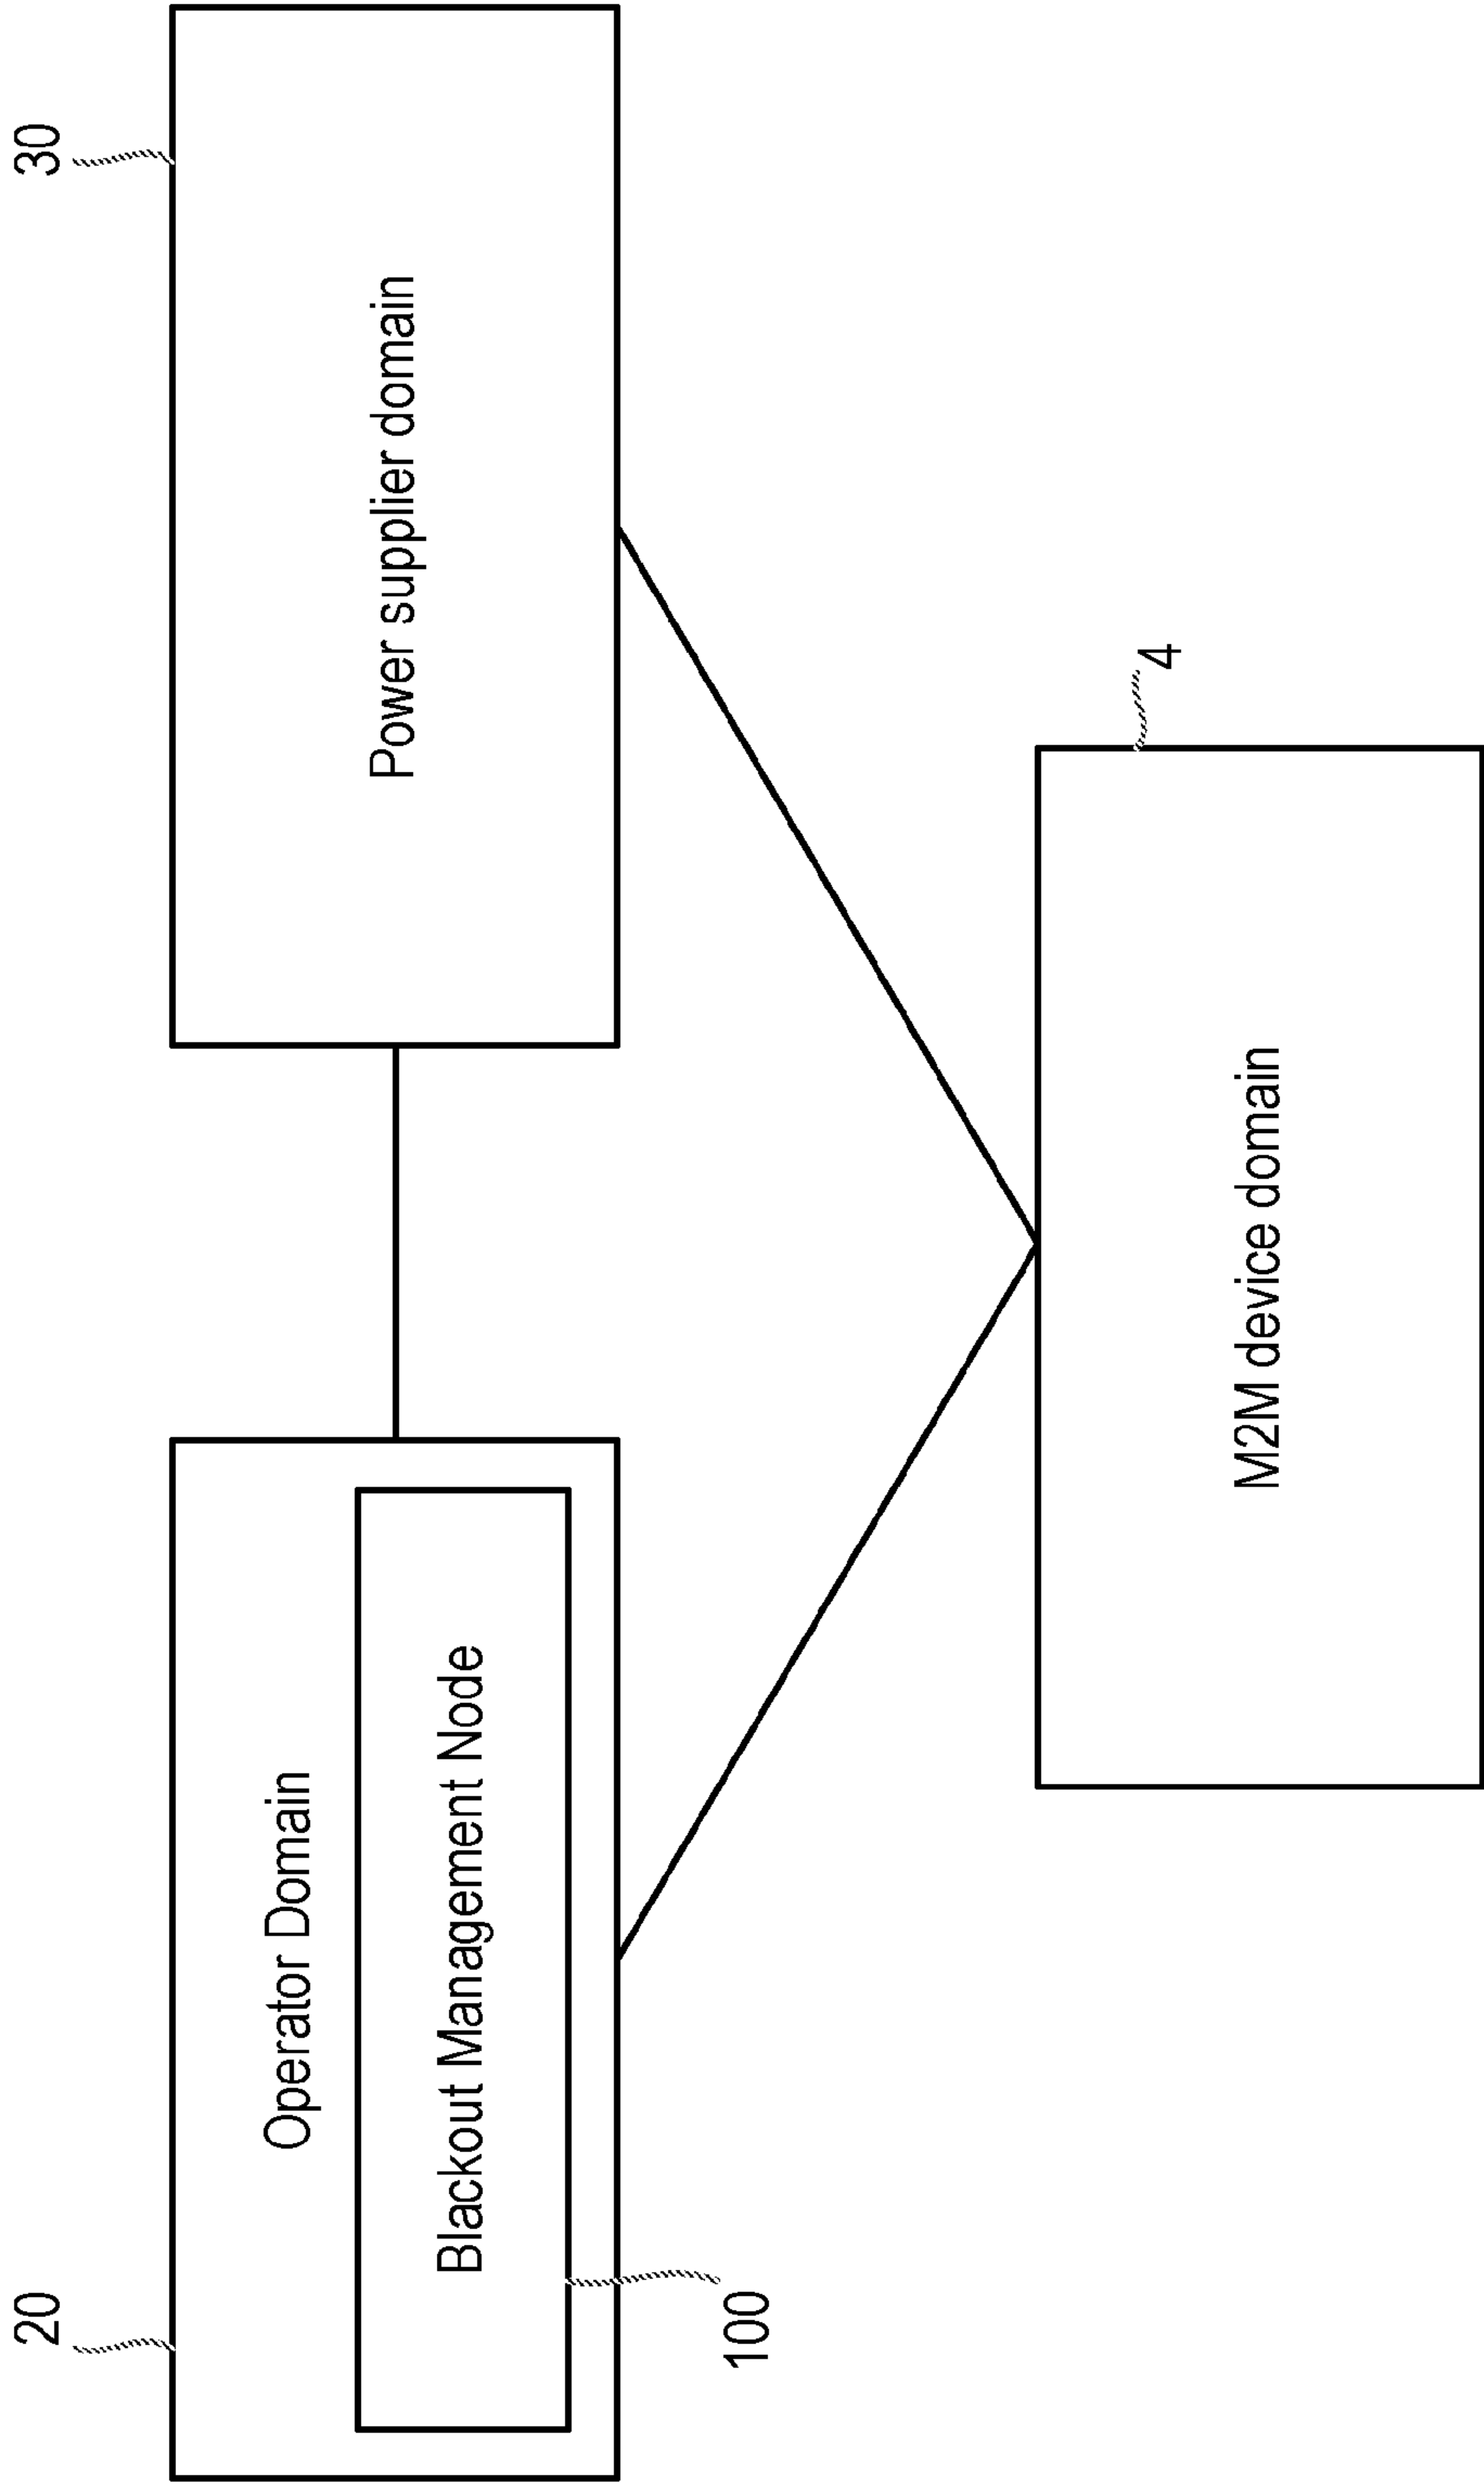 20
30
Operator Domain
Power supplier domain
Blackout Management Node
100
4
M2M device domain